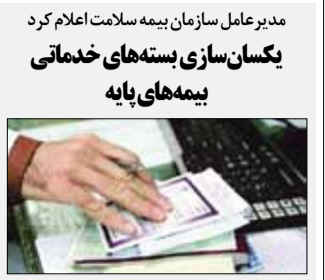 مدیرعامل سازمان بیمه سلامت اعلام کرد
یکسان‌سازی بسته‌های خدماتی
بیمه‌های پایه